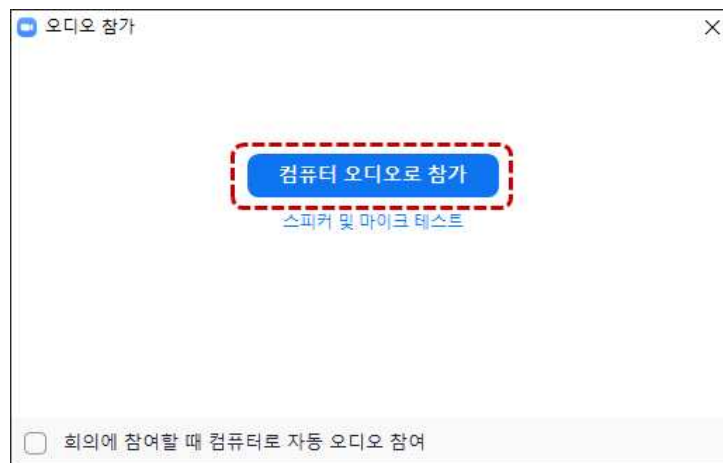 오디오 참가
컴퓨터 오디오로 참가
스피커 및 마이크 테스트
회의에 참여할 때 컴퓨터로 자동 오디오 참여